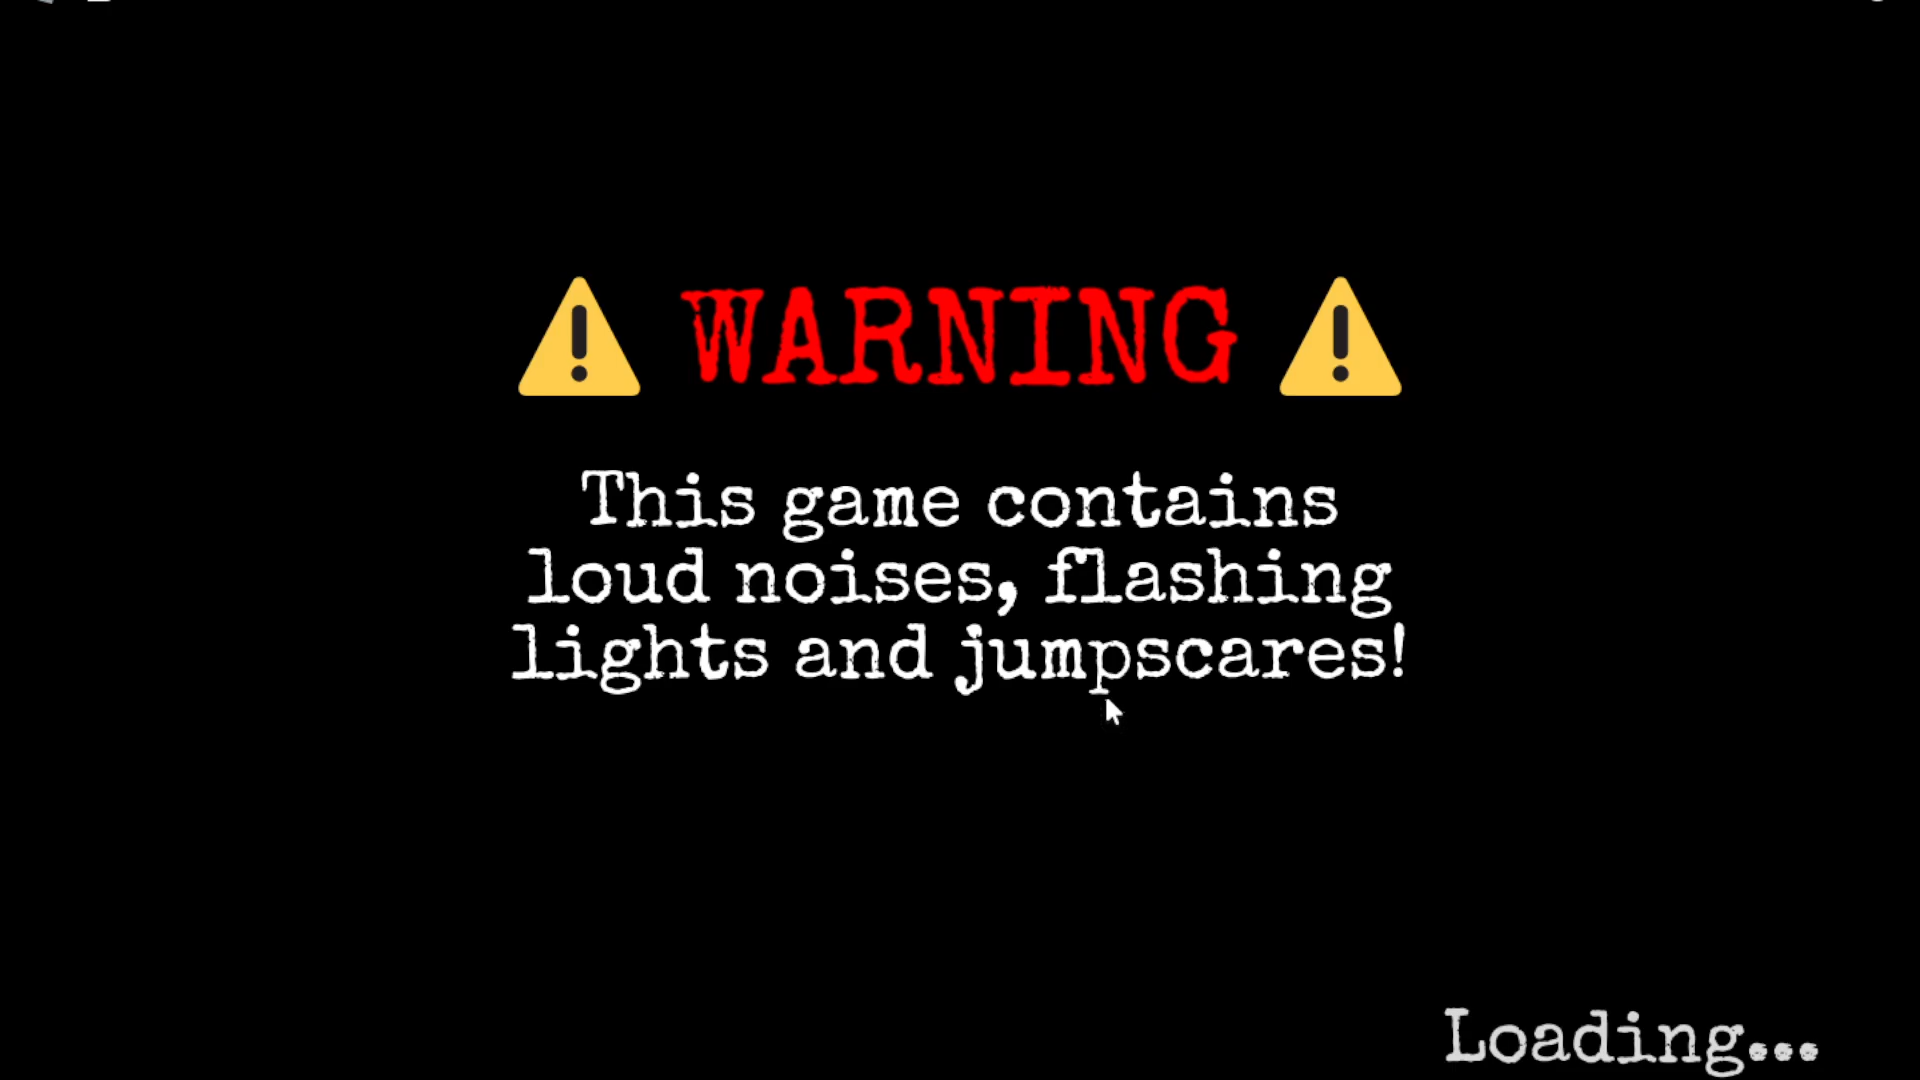 ⚠ WARNING ⚠
This game contains
loud noises, flashing
lights and jumpscares!
Loading...